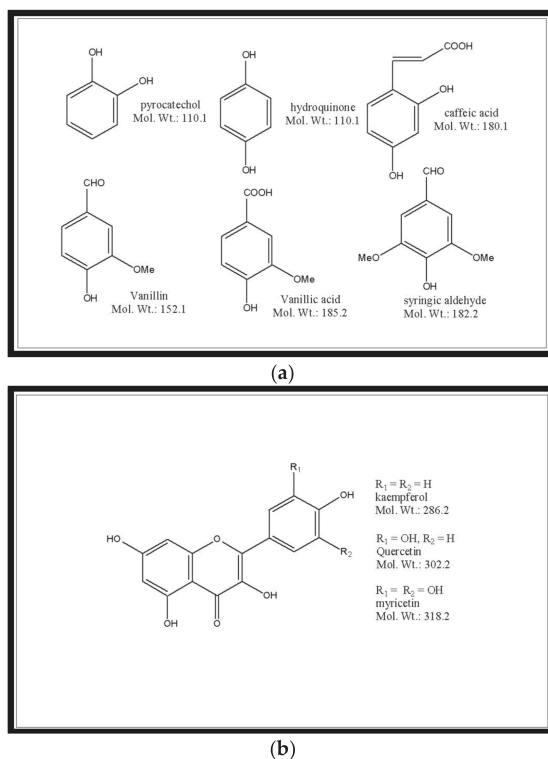 OH
OH
pyrocatechol
Mol. Wt.: 110.1
OH
hydroquinone
Mol. Wt.: 110.1
OH
COOH
OH
caffeic acid
Mol. Wt.: 180.1
OH
CHO
OMe
OH
Vanillin
Mol. Wt.: 152.1
COOH
OMe
OH
Vanillic acid
Mol. Wt.: 185.2
CHO
MeO
OMe
OH
syringic aldehyde
Mol. Wt.: 182.2
(a)
R1
OH
R2
HO
O
OH
OH
O
R1 = R2 = H
kaempferol
Mol. Wt.: 286.2
R1 = OH, R2 = H
Quercetin
Mol. Wt.: 302.2
R1 = R2 = OH
myricetin
Mol. Wt.: 318.2
(b)